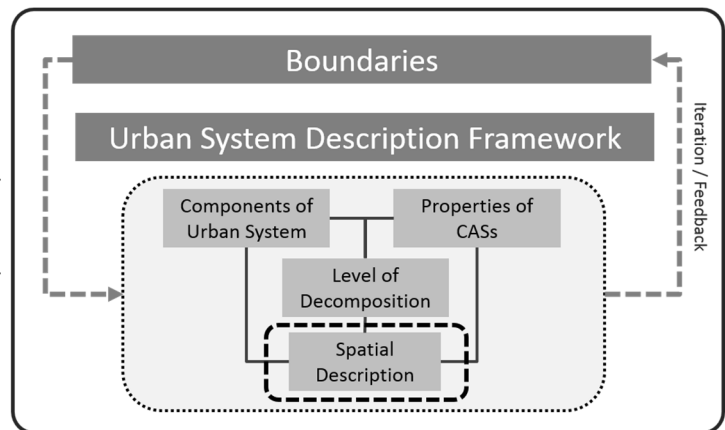 Boundaries
Urban System Description Framework
Components of
Urban System
Properties of
CASs
Level of
Decomposition
Spatial
Description
Iteration / Feedback